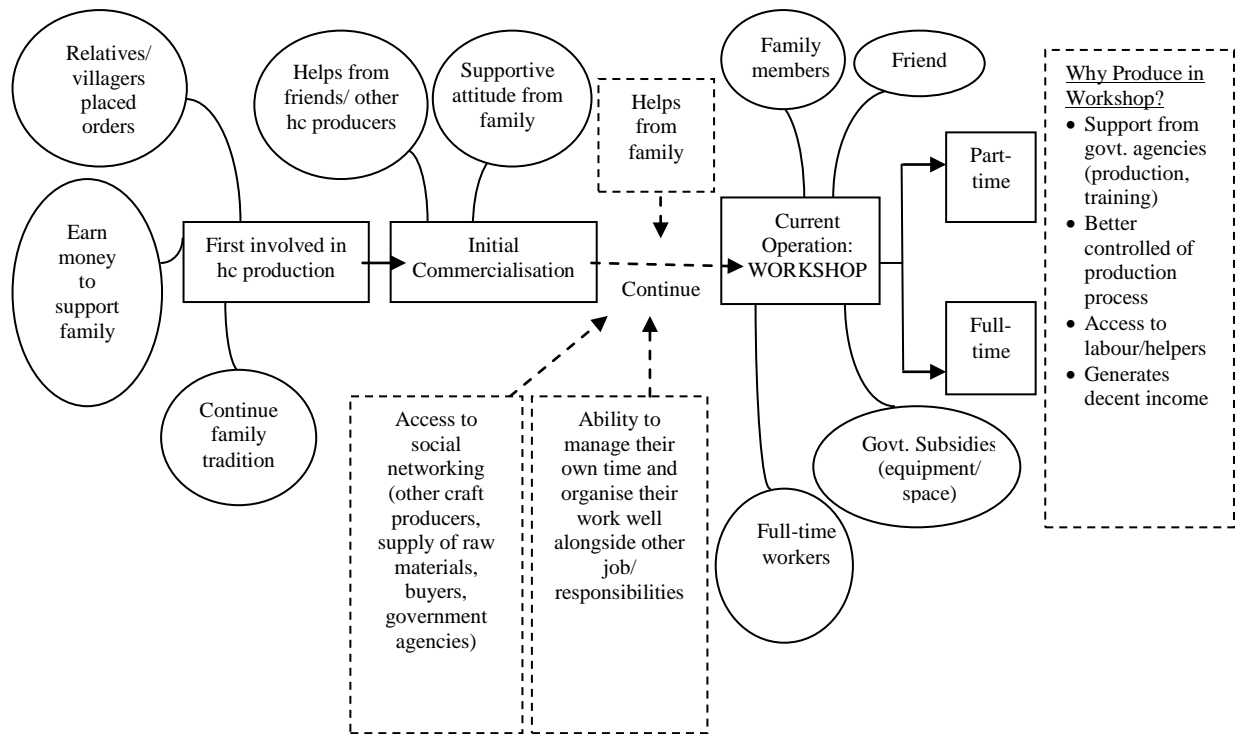 Relatives/
villagers
placed
orders
Earn
money
to
support
family
First involved in
hc production
Continue
family
tradition
Helps from
friends/ other
hc producers
Supportive
attitude from
family
Initial
Commercialisation
Helps
from
family
Continue
Access to
social
networking
(other craft
producers,
supply of raw
materials,
buyers,
government
agencies)
Ability to
manage their
own time and
organise their
work well
alongside other
job/
responsibilities
Family
members
Friend
Current
Operation:
WORKSHOP
Full-time
workers
Govt. Subsidies
(equipment/
space)
Part-
time
Full-
time
Why Produce in
Workshop?
• Support from
govt. agencies
(production,
training)
• Better
controlled of
production
process
• Access to
labour/helpers
• Generates
decent income